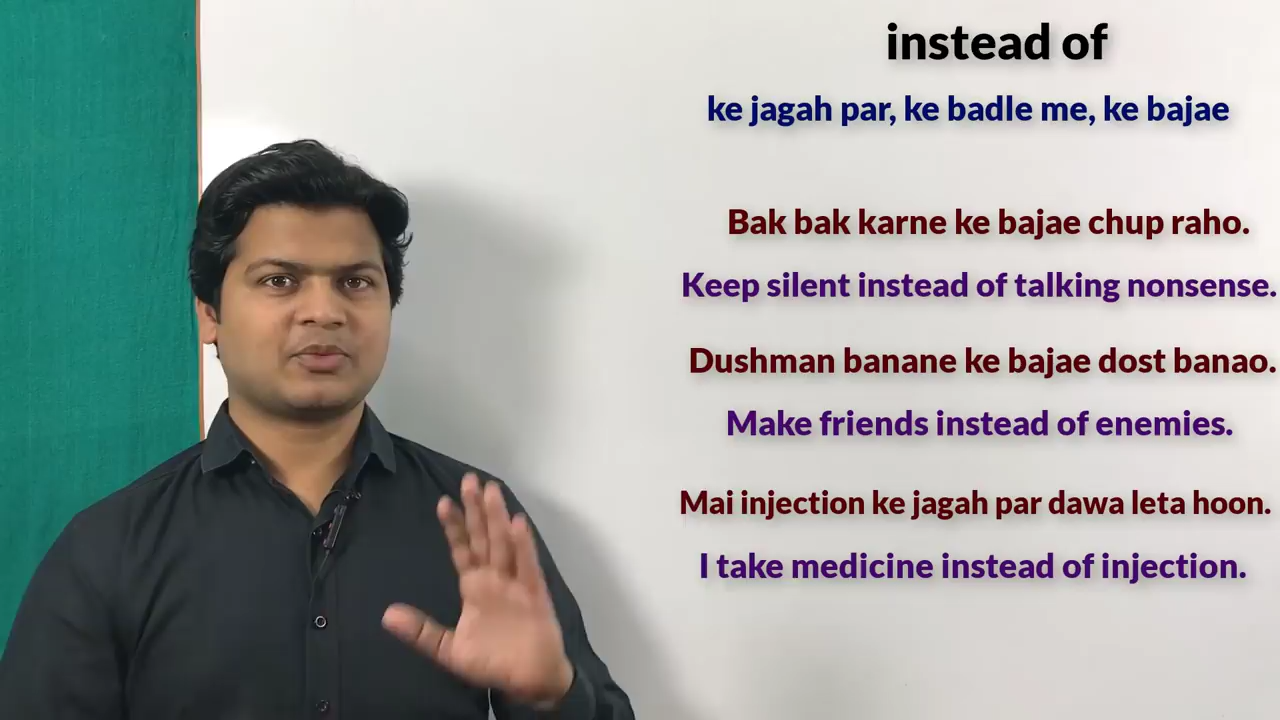 instead of
ke jagah par, ke badle me, ke bajae
Bak bak karne ke bajae chup raho.
Keep silent instead of talking nonsense.
Dushman banane ke bajae dost banao.
Make friends instead of enemies.
Mai injection ke jagah par dawa leta hoon.
I take medicine instead of injection.